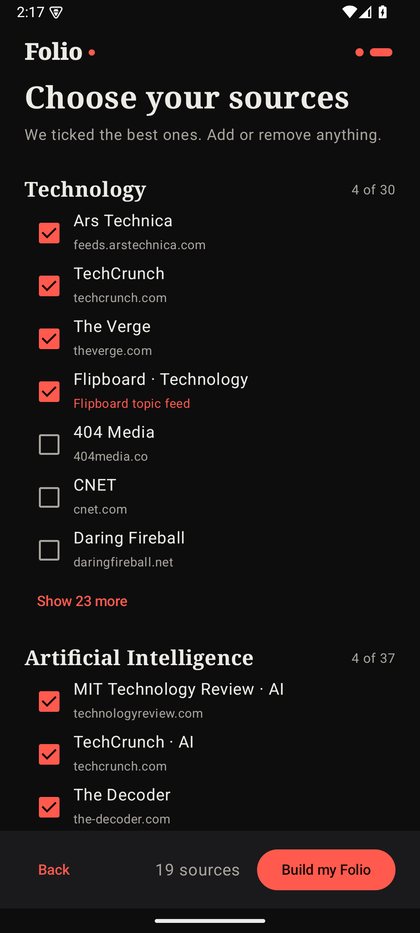 2:17
Folio
Choose your sources
We ticked the best ones. Add or remove anything.
Technology 4 of 30
Ars Technica
feeds.arstechnica.com
TechCrunch
techcrunch.com
The Verge
theverge.com
Flipboard · Technology
Flipboard topic feed
404 Media
404media.co
CNET
cnet.com
Daring Fireball
daringfireball.net
Show 23 more
Artificial Intelligence 4 of 37
MIT Technology Review · AI
technologyreview.com
TechCrunch · AI
techcrunch.com
The Decoder
the-decoder.com
Back 19 sources Build my Folio